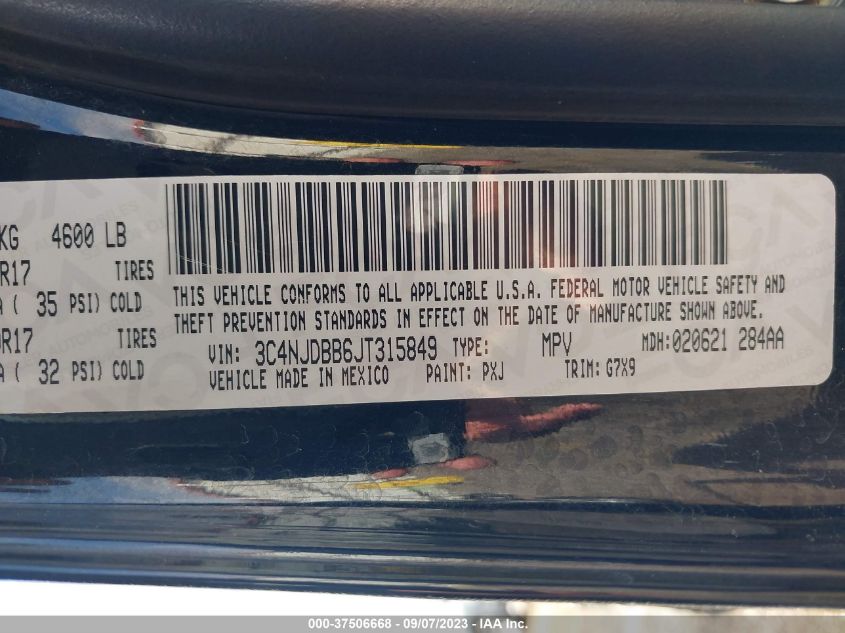 KG 4600 LB
R17 TIRES
( 35 PSI) COLD
R17 TIRES
A ( 32 PSI) COLD
THIS VEHICLE CONFORMS TO ALL APPLICABLE U.S.A. FEDERAL MOTOR VEHICLE SAFETY AND
THEFT PREVENTION STANDARDS IN EFFECT ON THE DATE OF MANUFACTURE SHOWN ABOVE.
VIN: 3C4NJDBB6JT315849 TYPE: MPV MDH:020621 284AA
VEHICLE MADE IN MEXICO PAINT: PXJ TRIM: G7X9
000-37506668 - 09/07/2023 - IAA Inc.